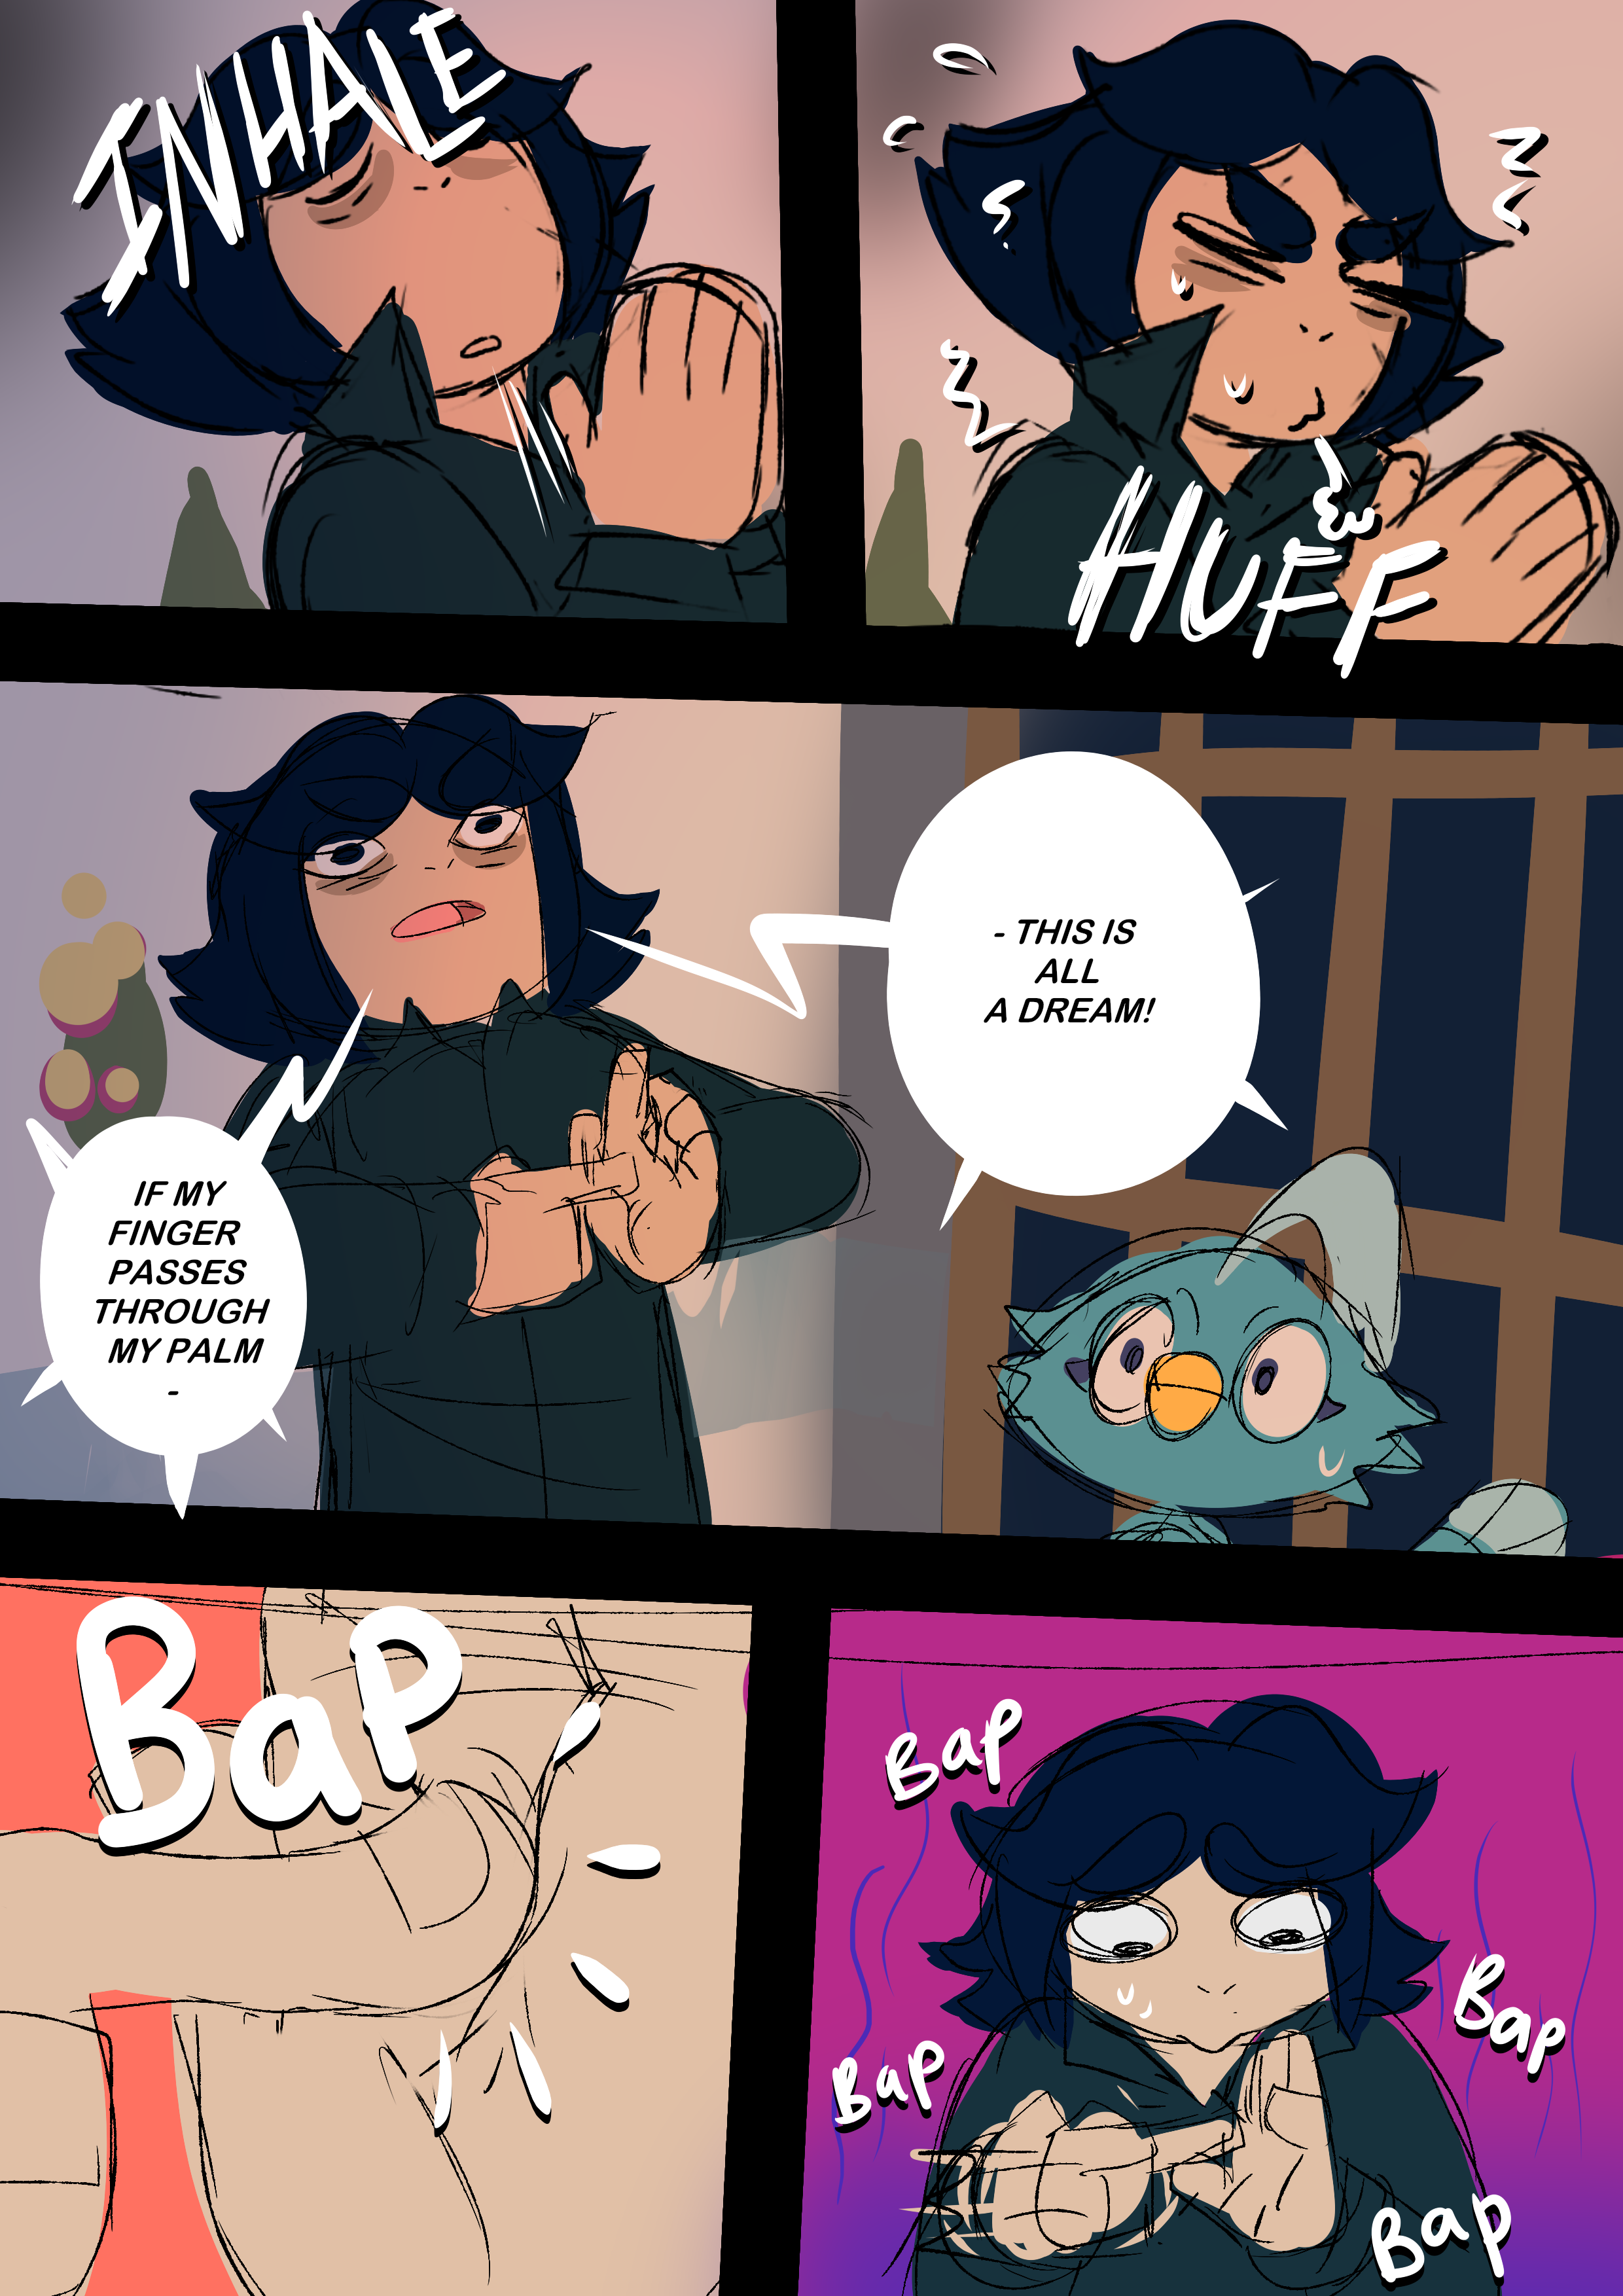 INHALE
HUFF
- THIS IS
ALL
A DREAM!
IF MY
FINGER
PASSES
THROUGH
MY PALM
-
BaP
Bap
Bap
Bap
Bap